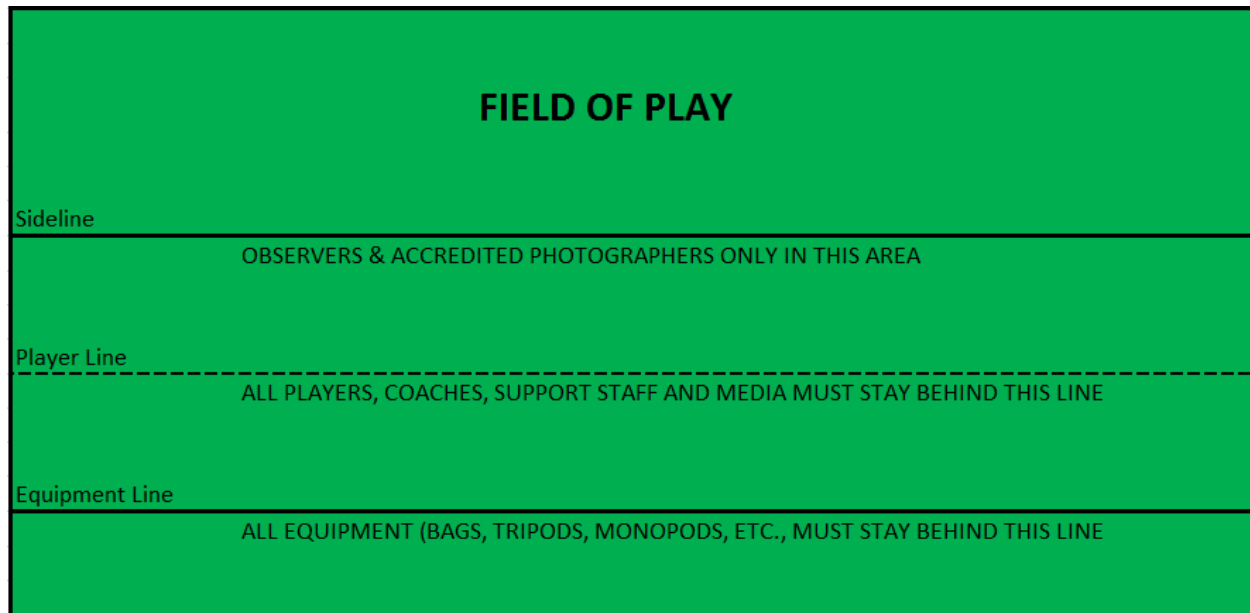 FIELD OF PLAY
Sideline
OBSERVERS & ACCREDITED PHOTOGRAPHERS ONLY IN THIS AREA
Player Line
ALL PLAYERS, COACHES, SUPPORT STAFF AND MEDIA MUST STAY BEHIND THIS LINE
Equipment Line
ALL EQUIPMENT (BAGS, TRIPODS, MONOPODS, ETC., MUST STAY BEHIND THIS LINE